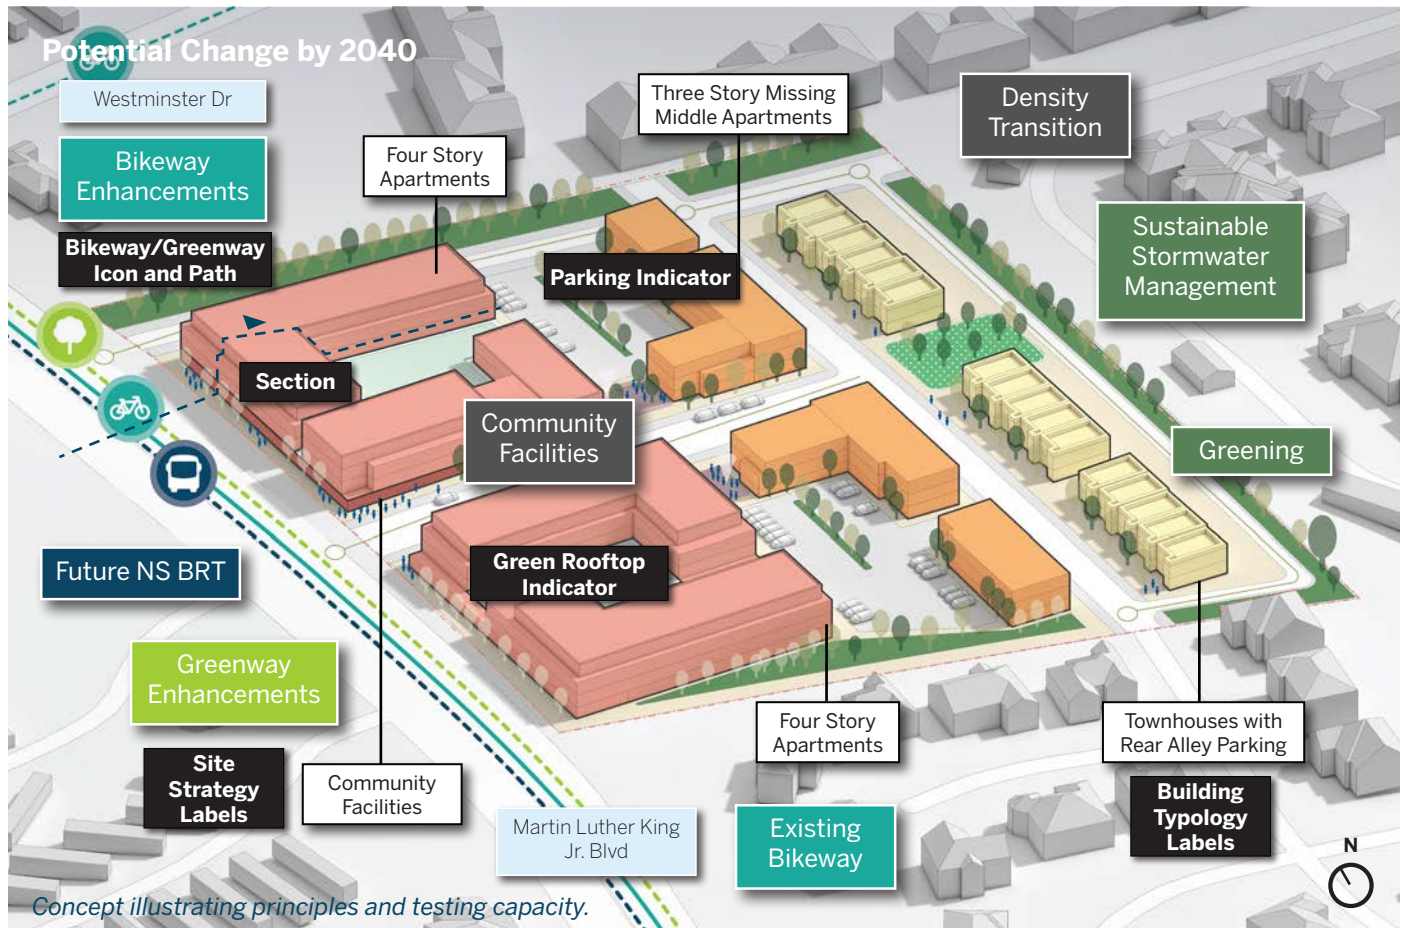 Potential Change by 2040
Westminster Dr
Bikeway
Enhancements
Bikeway/Greenway
Icon and Path
Four Story
Apartments
Three Story Missing
Middle Apartments
Density
Transition
Parking Indicator
Sustainable
Stormwater
Management
Section
Community
Facilities
Greening
Green Rooftop
Indicator
Future NS BRT
Greenway
Enhancements
Site
Strategy
Labels
Community
Facilities
Four Story
Apartments
Townhouses with
Rear Alley Parking
Martin Luther King
Jr. Blvd
Existing
Bikeway
Building
Typology
Labels
N
Concept illustrating principles and testing capacity.